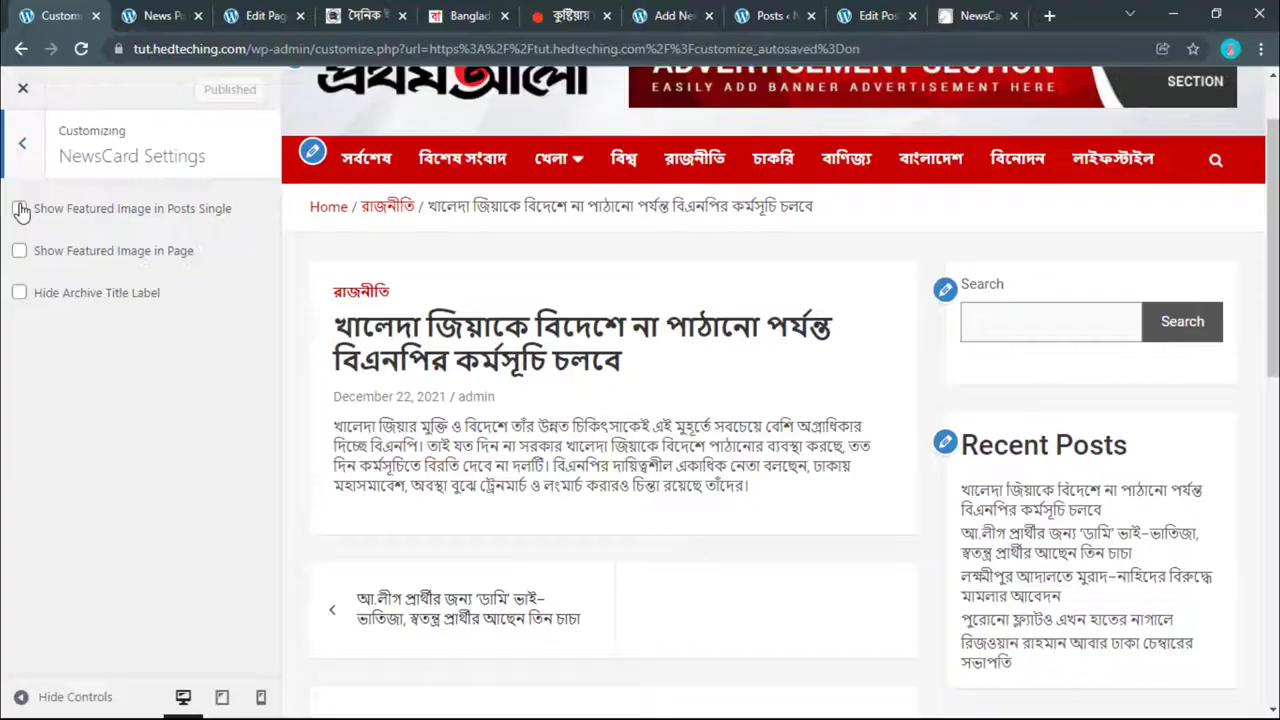 Custom
News Po
Edit Pag
দৈনিক ই
Banglad
কুষ্টিয়ায়
Add Ne
Posts ‹ N
Edit Pos
NewsCa
tut.hedteching.com/wp-admin/customize.php?url=https%3A%2F%2Ftut.hedteching.com%2F%3Fcustomize_autosaved%3Don
Published
Customizing
NewsCard Settings
Show Featured Image in Posts Single
Show Featured Image in Page
Hide Archive Title Label
Hide Controls
প্রথম আলো
ADVERTISEMENT SECTION
EASILY ADD BANNER ADVERTISEMENT HERE
SECTION
সর্বশেষ বিশেষ সংবাদ খেলা বিশ্ব রাজনীতি চাকরি বাণিজ্য বাংলাদেশ বিনোদন লাইফস্টাইল
Home / রাজনীতি / খালেদা জিয়াকে বিদেশে না পাঠানো পর্যন্ত বিএনপির কর্মসূচি চলবে
রাজনীতি
খালেদা জিয়াকে বিদেশে না পাঠানো পর্যন্ত
বিএনপির কর্মসূচি চলবে
December 22, 2021 / admin
খালেদা জিয়ার মুক্তি ও বিদেশে তাঁর উন্নত চিকিৎসাকেই এই মুহূর্তে সবচেয়ে বেশি অগ্রাধিকার
দিচ্ছে বিএনপি। তাই যত দিন না সরকার খালেদা জিয়াকে বিদেশে পাঠানোর ব্যবস্থা করছে, তত
দিন কর্মসূচিতে বিরতি দেবে না দলটি। বিএনপির দায়িত্বশীল একাধিক নেতা বলছেন, ঢাকায়
মহাসমাবেশ, অবস্থা বুঝে ট্রেনমার্চ ও লংমার্চ করারও চিন্তা রয়েছে তাঁদের।
আ.লীগ প্রার্থীর জন্য ‘ডামি’ ভাই–
ভাতিজা, স্বতন্ত্র প্রার্থীর আছেন তিন চাচা
Search
Search
Recent Posts
খালেদা জিয়াকে বিদেশে না পাঠানো পর্যন্ত
বিএনপির কর্মসূচি চলবে
আ.লীগ প্রার্থীর জন্য ‘ডামি’ ভাই–ভাতিজা,
স্বতন্ত্র প্রার্থীর আছেন তিন চাচা
লক্ষ্মীপুর আদালতে মুরাদ–নাহিদের বিরুদ্ধে
মামলার আবেদন
পুরোনো ফ্ল্যাটও এখন হাতের নাগালে
রিজওয়ান রাহমান আবার ঢাকা চেম্বারের
সভাপতি